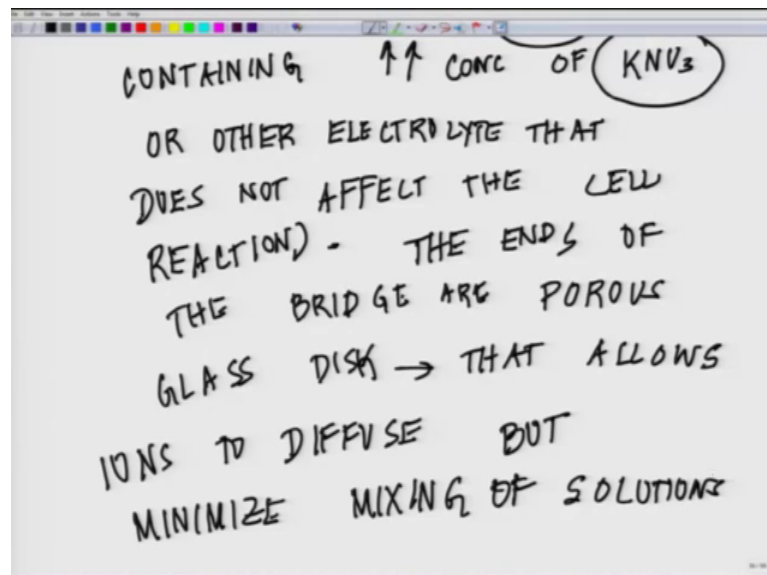 CONTAINING ↑↑ CONC OF KNO3
OR OTHER ELECTROLYTE THAT
DOES NOT AFFECT THE CELL
REACTION). THE ENDS OF
THE BRIDGE ARE POROUS
GLASS DISK → THAT ALLOWS
IONS TO DIFFUSE BUT
MINIMIZE MIXING OF SOLUTIONS